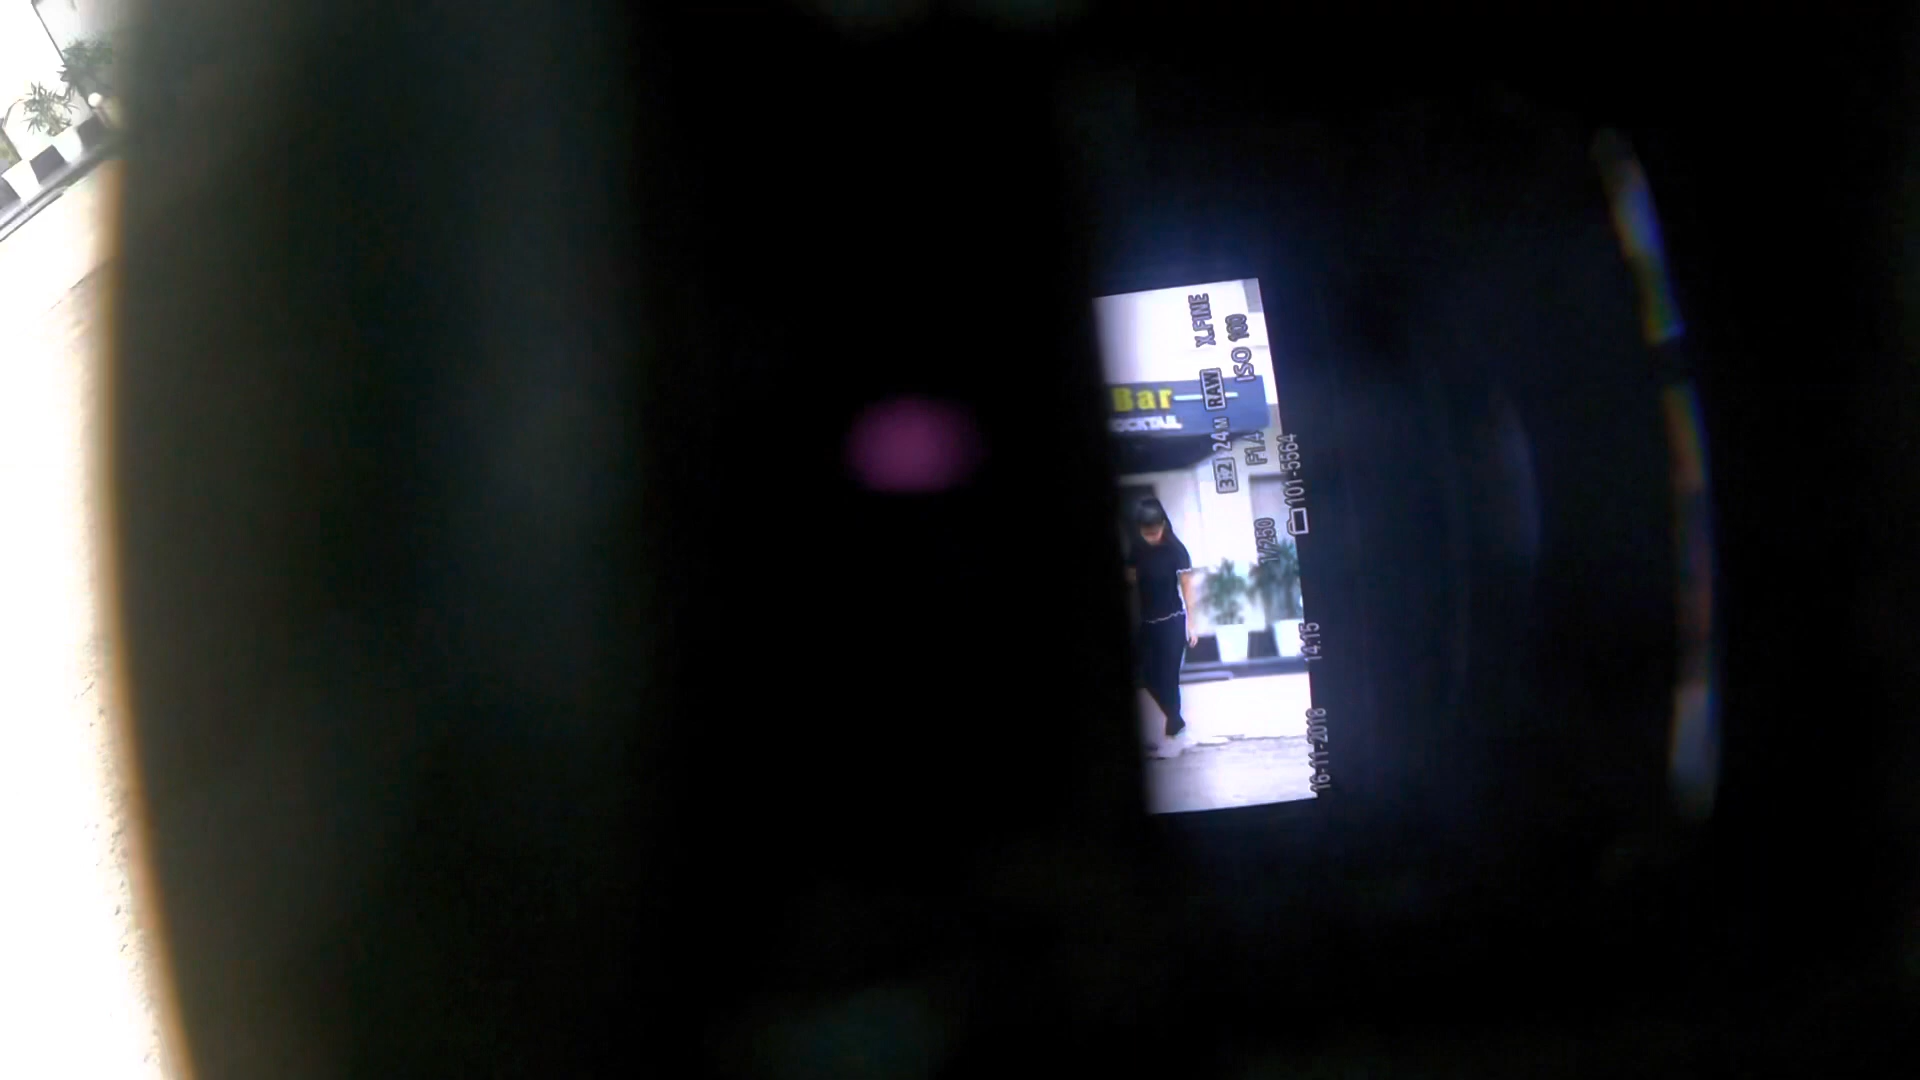 Bar
OCKTAIL
3:2 24M RAW X.FINE
1/250 F1.4 ISO 100
101-5564
16-11-2018 14:15